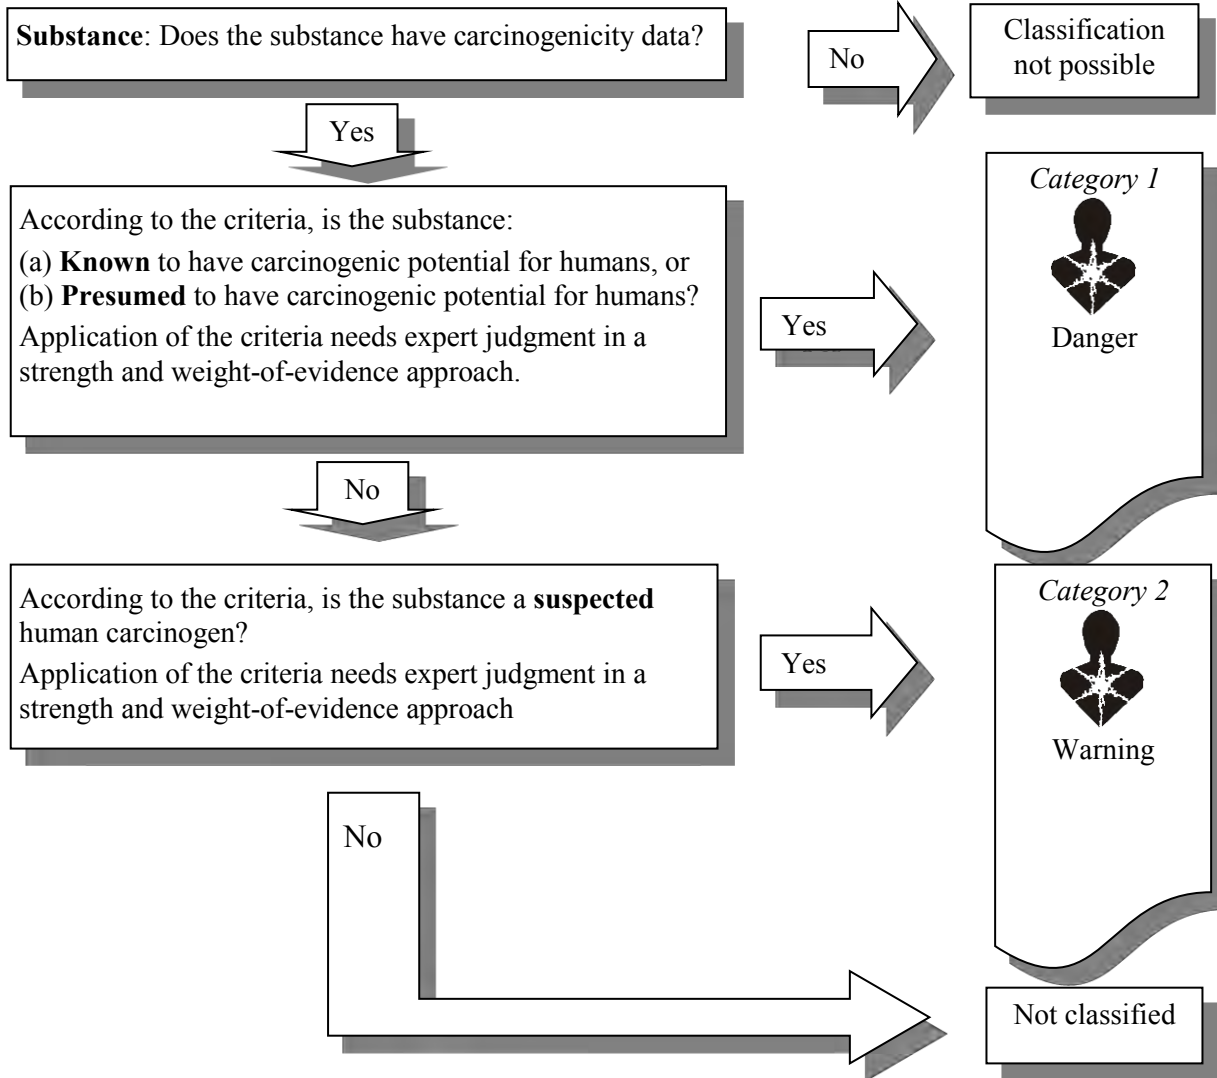 Substance: Does the substance have carcinogenicity data?
No
Classification
not possible
Yes
According to the criteria, is the substance:
(a) Known to have carcinogenic potential for humans, or
(b) Presumed to have carcinogenic potential for humans?
Application of the criteria needs expert judgment in a
strength and weight-of-evidence approach.
Yes
Category 1
Danger
No
According to the criteria, is the substance a suspected
human carcinogen?
Application of the criteria needs expert judgment in a
strength and weight-of-evidence approach
Yes
Category 2
Warning
No
Not classified